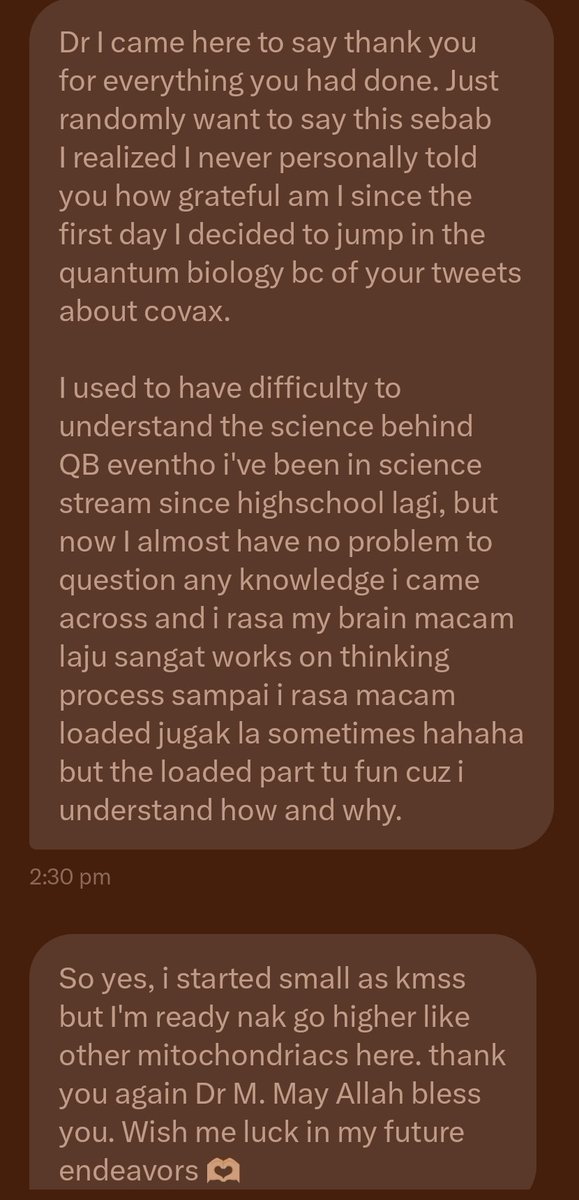 Dr I came here to say thank you
for everything you had done. Just
randomly want to say this sebab
I realized I never personally told
you how grateful am I since the
first day I decided to jump in the
quantum biology bc of your tweets
about covax.
I used to have difficulty to
understand the science behind
QB eventho i've been in science
stream since highschool lagi, but
now I almost have no problem to
question any knowledge i came
across and i rasa my brain macam
laju sangat works on thinking
process sampai i rasa macam
loaded jugak la sometimes hahaha
but the loaded part tu fun cuz i
understand how and why.
2:30 pm
So yes, i started small as kmss
but I'm ready nak go higher like
other mitochondriacs here. thank
you again Dr M. May Allah bless
you. Wish me luck in my future
endeavors 🫶